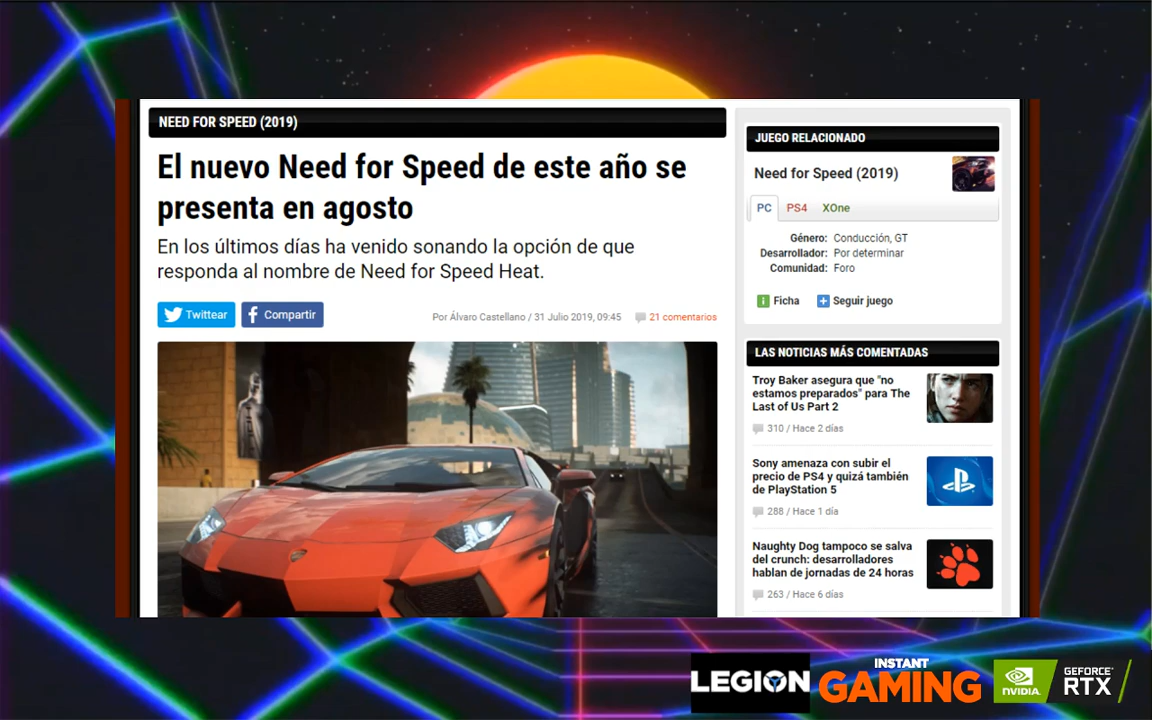 NEED FOR SPEED (2019)
El nuevo Need for Speed de este año se
presenta en agosto
En los últimos días ha venido sonando la opción de que
responda al nombre de Need for Speed Heat.
Twittear
Compartir
Por Álvaro Castellano / 31 Julio 2019, 09:45
21 comentarios
JUEGO RELACIONADO
Need for Speed (2019)
PC PS4 XOne
Género: Conducción, GT
Desarrollador: Por determinar
Comunidad: Foro
Ficha
Seguir juego
LAS NOTICIAS MÁS COMENTADAS
Troy Baker asegura que "no
estamos preparados" para The
Last of Us Part 2
310 / Hace 2 días
Sony amenaza con subir el
precio de PS4 y quizá también
de PlayStation 5
288 / Hace 1 día
Naughty Dog tampoco se salva
del crunch: desarrolladores
hablan de jornadas de 24 horas
263 / Hace 6 días
LEGION
INSTANT
GAMING
NVIDIA.
GEFORCE
RTX